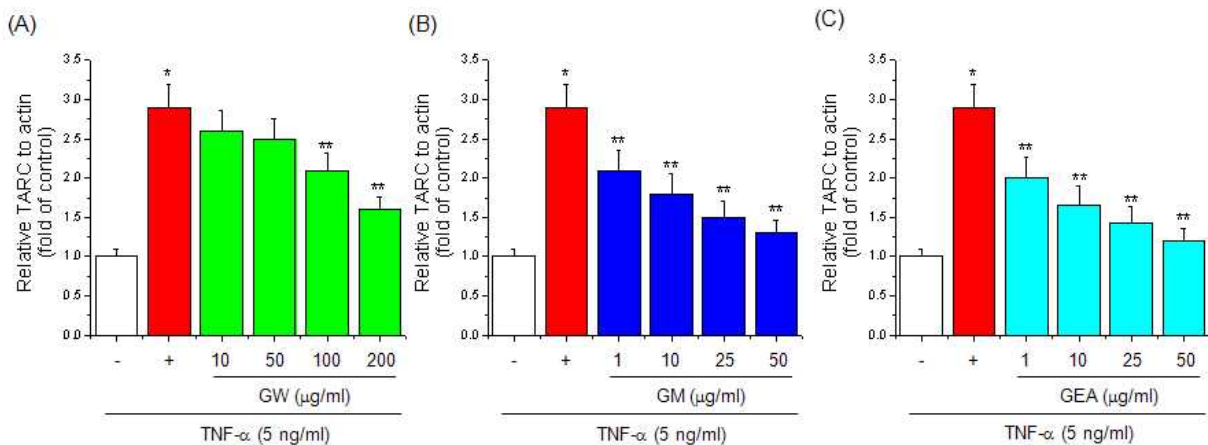 (A)
Relative TARC to actin
(fold of control)
3.5
3.0
2.5
2.0
1.5
1.0
0.5
0.0
*
**
**
- + 10 50 100 200
GW (μg/ml)
TNF-α (5 ng/ml)
(B)
Relative TARC to actin
(fold of control)
3.5
3.0
2.5
2.0
1.5
1.0
0.5
0.0
*
**
**
**
**
- + 1 10 25 50
GM (μg/ml)
TNF-α (5 ng/ml)
(C)
Relative TARC to actin
(fold of control)
3.5
3.0
2.5
2.0
1.5
1.0
0.5
0.0
*
**
**
**
**
- + 1 10 25 50
GEA (μg/ml)
TNF-α (5 ng/ml)